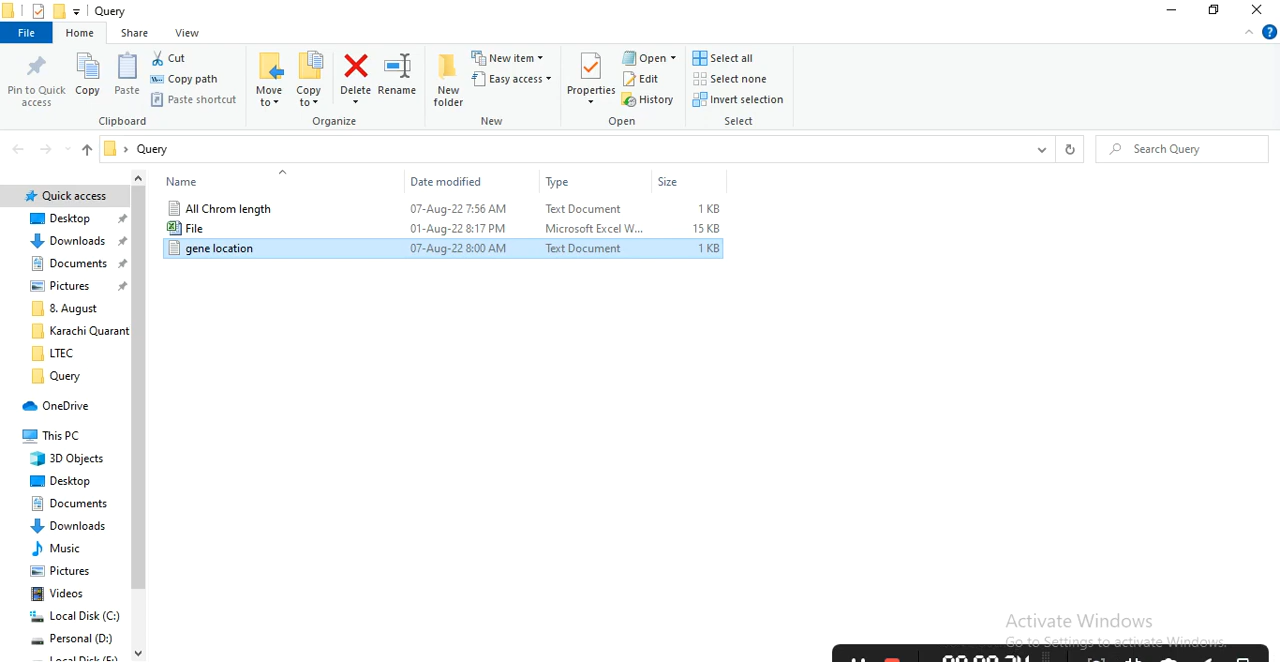 Query
File Home Share View
Pin to Quick access
Copy
Paste
Cut
Copy path
Paste shortcut
Clipboard
Move to
Copy to
Delete
Rename
Organize
New folder
New item
Easy access
New
Properties
Open
Edit
History
Open
Select all
Select none
Invert selection
Select
Query
Search Query
Name Date modified Type Size
All Chrom length 07-Aug-22 7:56 AM Text Document 1 KB
File 01-Aug-22 8:17 PM Microsoft Excel W... 15 KB
gene location 07-Aug-22 8:00 AM Text Document 1 KB
Quick access
Desktop
Downloads
Documents
Pictures
8. August
Karachi Quarant
LTEC
Query
OneDrive
This PC
3D Objects
Desktop
Documents
Downloads
Music
Pictures
Videos
Local Disk (C:)
Personal (D:)
Activate Windows
Go to Settings to activate Windows.